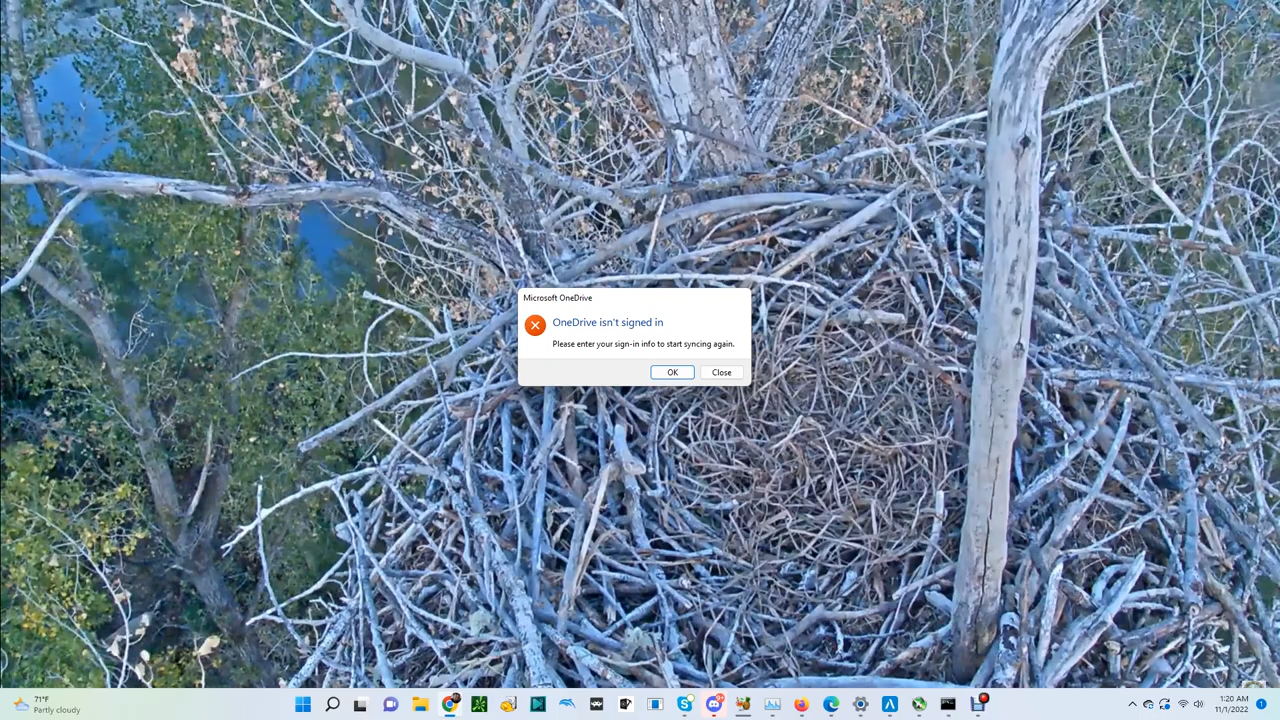 Microsoft OneDrive
OneDrive isn't signed in
Please enter your sign-in info to start syncing again.
OK
Close
71°F
Partly cloudy
1:20 AM
11/1/2022
1